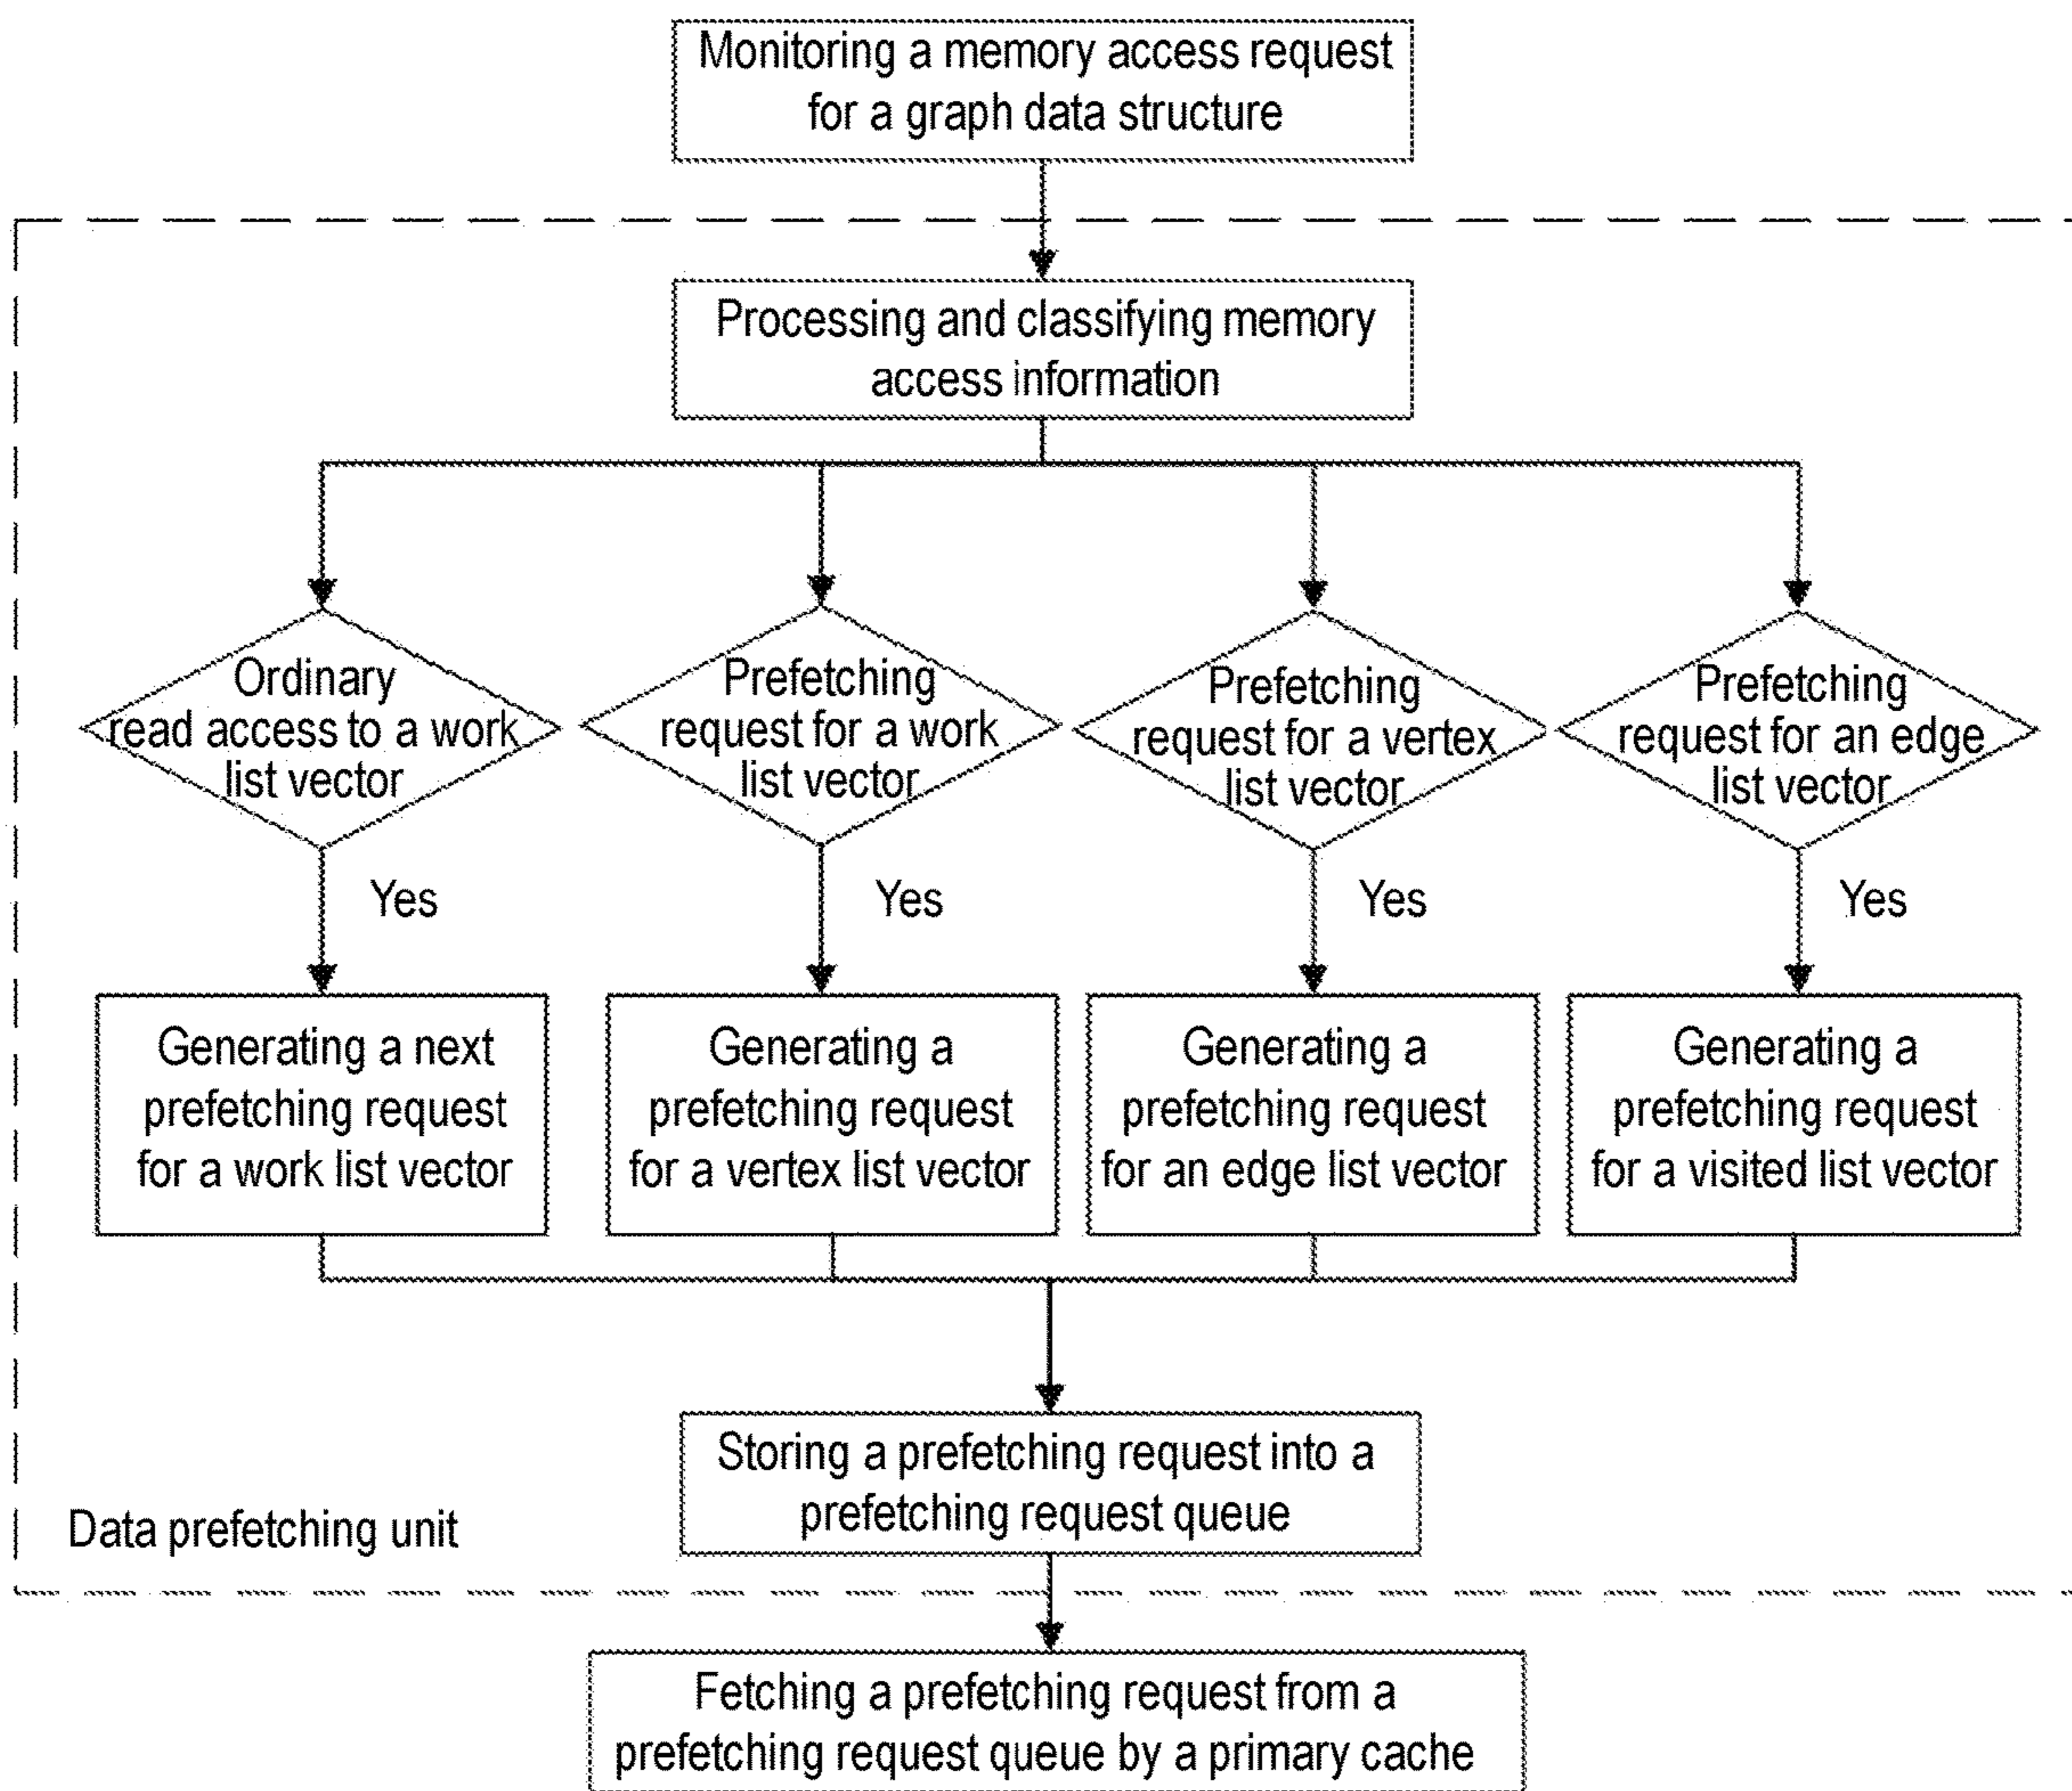 Monitoring a memory access request
for a graph data structure
Processing and classifying memory
access information
Ordinary
read access to a work
list vector
Prefetching
request for a work
list vector
Prefetching
request for a vertex
list vector
Prefetching
request for an edge
list vector
Yes
Yes
Yes
Yes
Generating a next
prefetching request
for a work list vector
Generating a
prefetching request
for a vertex list vector
Generating a
prefetching request
for an edge list vector
Generating a
prefetching request
for a visited list vector
Storing a prefetching request into a
prefetching request queue
Data prefetching unit
Fetching a prefetching request from a
prefetching request queue by a primary cache